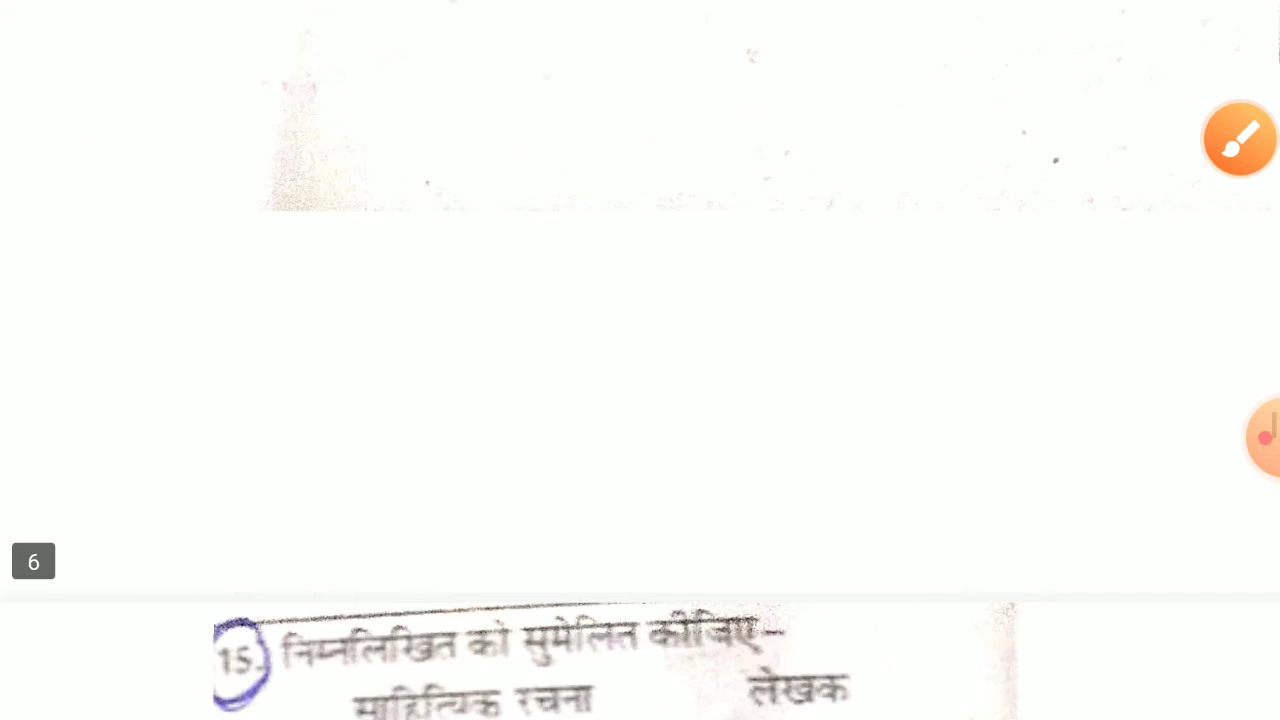 6
15. निम्नलिखित को सुमेलित कीजिए–
साहित्यिक रचना लेखक